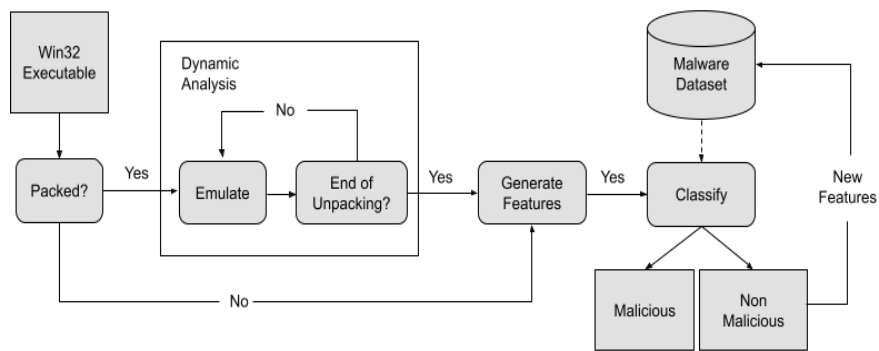 Win32
Executable
Dynamic
Analysis
Malware
Dataset
No
Packed?
Yes
Emulate
End of
Unpacking?
Yes
Generate
Features
Yes
Classify
New
Features
No
Malicious
Non
Malicious